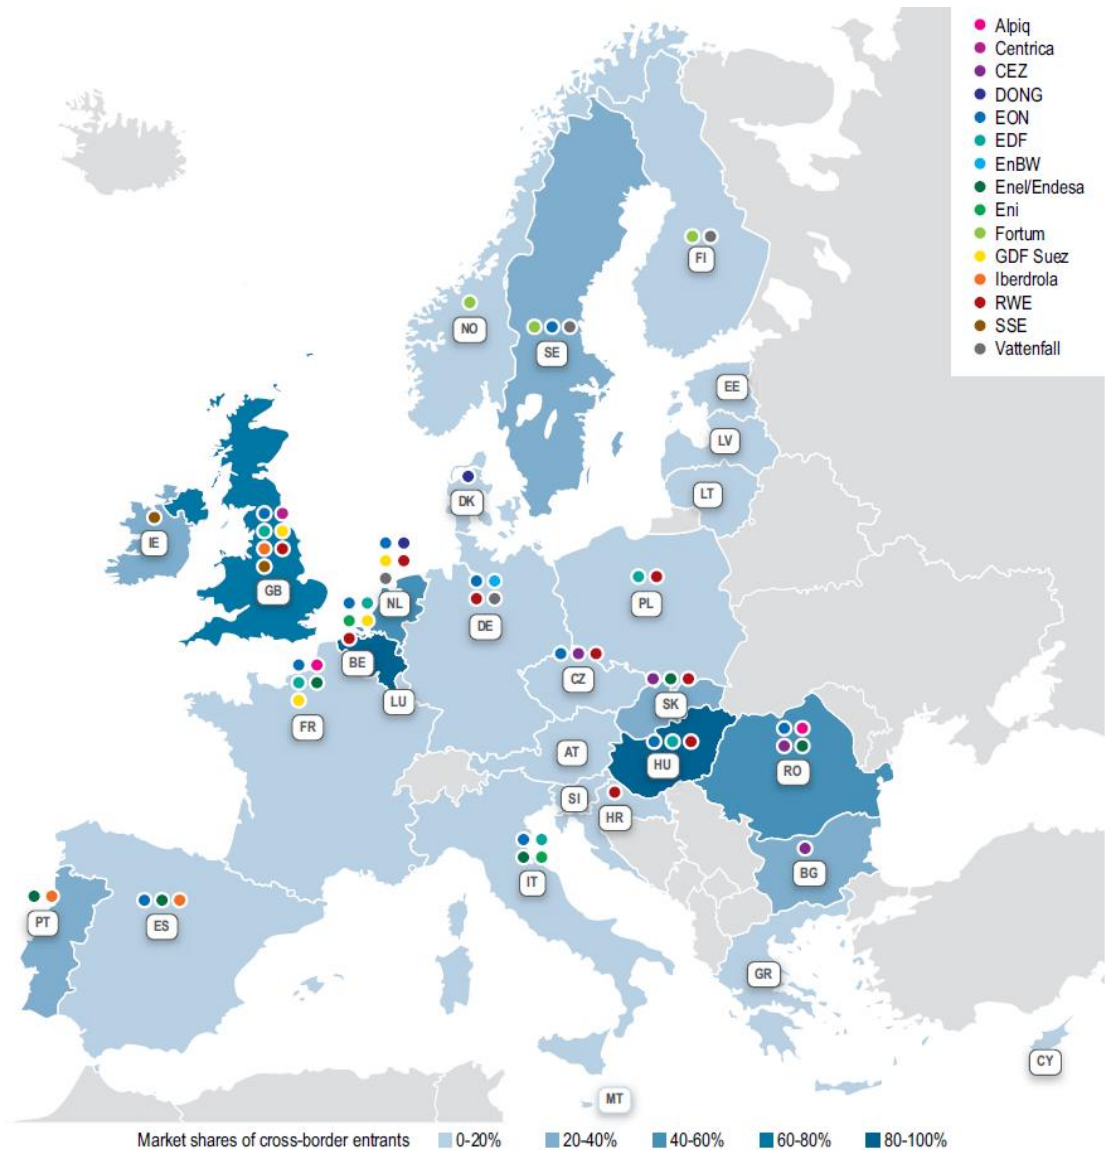 Alpiq
Centrica
CEZ
DONG
EON
EDF
EnBW
Enel/Endesa
Eni
Fortum
GDF Suez
Iberdrola
RWE
SSE
Vattenfall
FI
NO
SE
EE
LV
DK
LT
IE
GB
NL
DE
PL
BE
CZ
LU
SK
FR
AT
HU
RO
SI
HR
BG
IT
PT
ES
GR
CY
MT
Market shares of cross-border entrants 0-20% 20-40% 40-60% 60-80% 80-100%